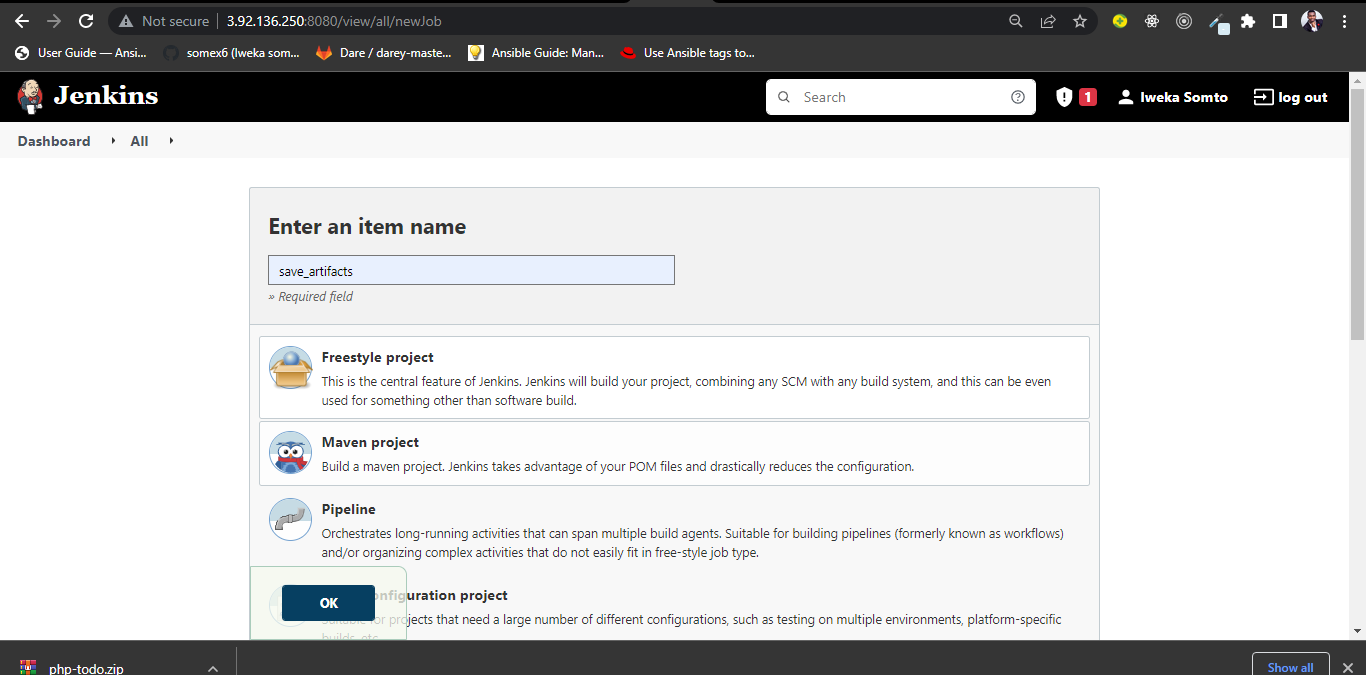 Not secure 3.92.136.250:8080/view/all/newJob
User Guide — Ansi... somex6 (Iweka som... Dare / darey-maste... Ansible Guide: Man... Use Ansible tags to...
Jenkins Search 1 Iweka Somto log out
Dashboard All
Enter an item name
save_artifacts
» Required field
Freestyle project
This is the central feature of Jenkins. Jenkins will build your project, combining any SCM with any build system, and this can be even
used for something other than software build.
Maven project
Build a maven project. Jenkins takes advantage of your POM files and drastically reduces the configuration.
Pipeline
Orchestrates long-running activities that can span multiple build agents. Suitable for building pipelines (formerly known as workflows)
and/or organizing complex activities that do not easily fit in free-style job type.
project
OK
Suitable for projects that need a large number of different configurations, such as testing on multiple environments, platform-specific
builds, etc.
php-todo.zip Show all